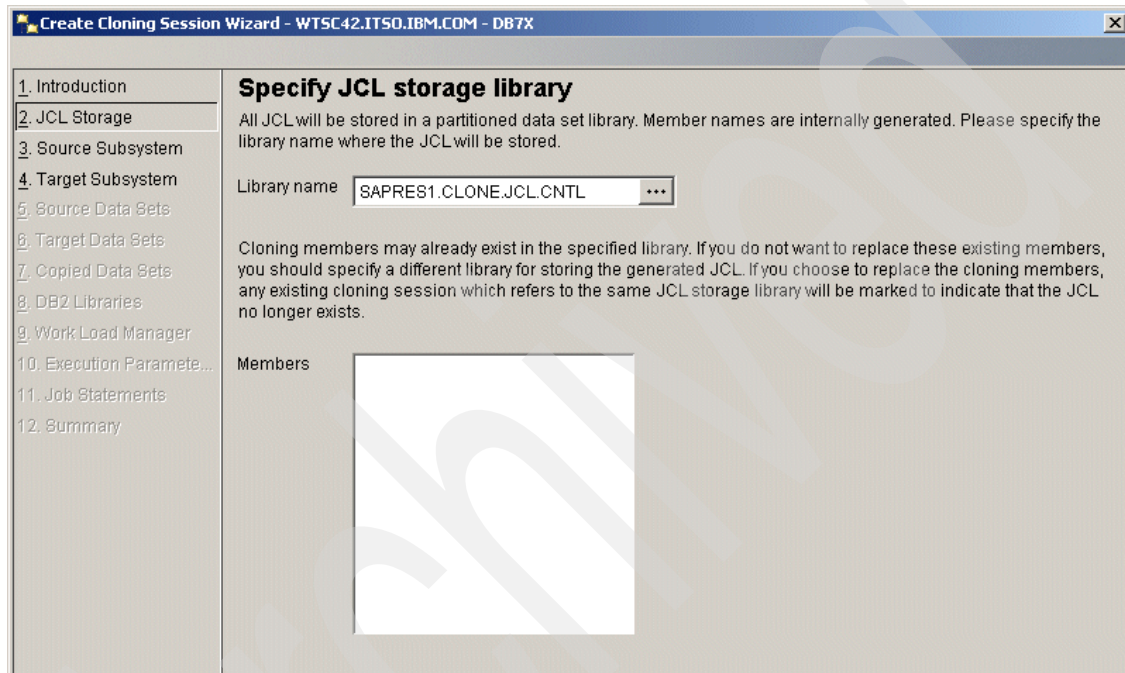 Create Cloning Session Wizard - WTSC42.ITSO.IBM.COM - DB7X
1. Introduction
2. JCL Storage
3. Source Subsystem
4. Target Subsystem
5. Source Data Sets
6. Target Data Sets
7. Copied Data Sets
8. DB2 Libraries
9. Work Load Manager
10. Execution Paramete...
11. Job Statements
12. Summary
Specify JCL storage library
All JCL will be stored in a partitioned data set library. Member names are internally generated. Please specify the
library name where the JCL will be stored.
Library name SAPRES1.CLONE.JCL.CNTL ...
Cloning members may already exist in the specified library. If you do not want to replace these existing members,
you should specify a different library for storing the generated JCL. If you choose to replace the cloning members,
any existing cloning session which refers to the same JCL storage library will be marked to indicate that the JCL
no longer exists.
Members